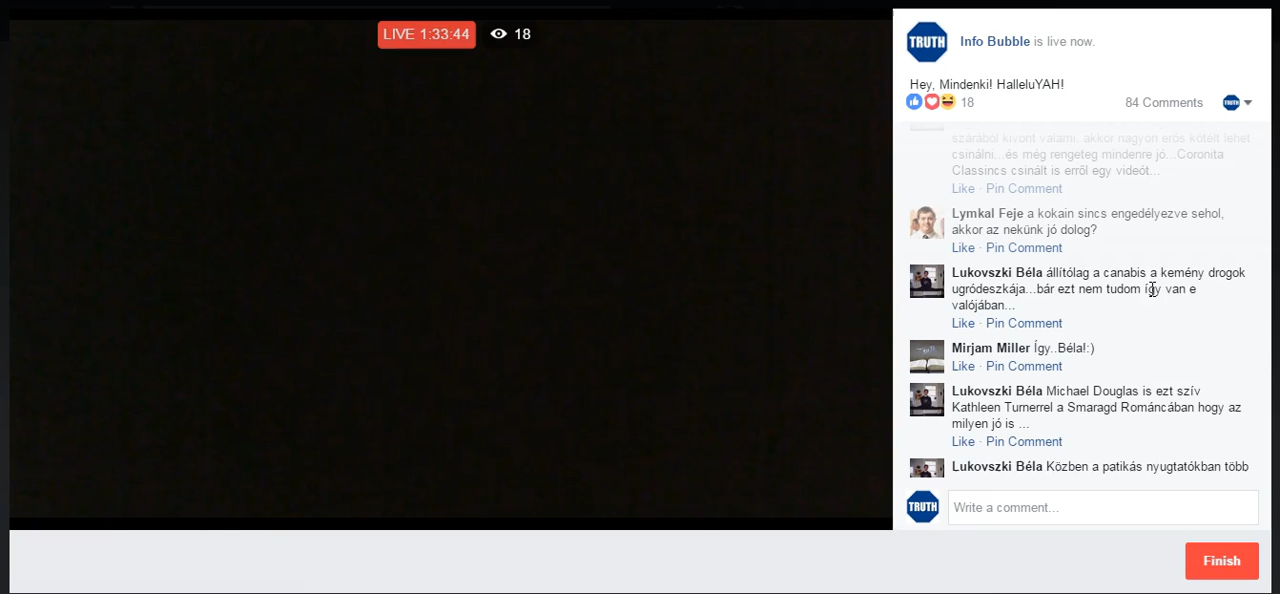 LIVE 1:33:44 18
TRUTH
Info Bubble is live now.
Hey, Mindenki! HalleluYAH!
18 84 Comments TRUTH
szárából kivont valami..akkor nagyon erős kötélt lehet
csinálni...és még rengeteg mindenre jó...Coronita
Classincs csinált is erről egy videót...
Like · Pin Comment
Lymkal Feje a kokain sincs engedélyezve sehol,
akkor az nekünk jó dolog?
Like · Pin Comment
Lukovszki Béla állítólag a canabis a kemény drogok
ugródeszkája...bár ezt nem tudom így van e
valójában...
Like · Pin Comment
Mirjam Miller Így..Béla!:)
Like · Pin Comment
Lukovszki Béla Michael Douglas is ezt szív
Kathleen Turnerrel a Smaragd Románcában hogy az
milyen jó is ...
Like · Pin Comment
Lukovszki Béla Közben a patikás nyugtatókban több
TRUTH
Write a comment...
Finish